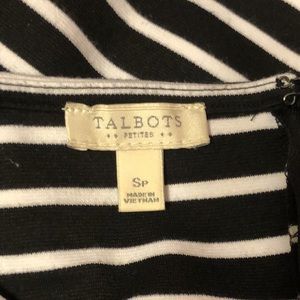 TALBOTS
PETITES
SP
MADE IN
VIETNAM